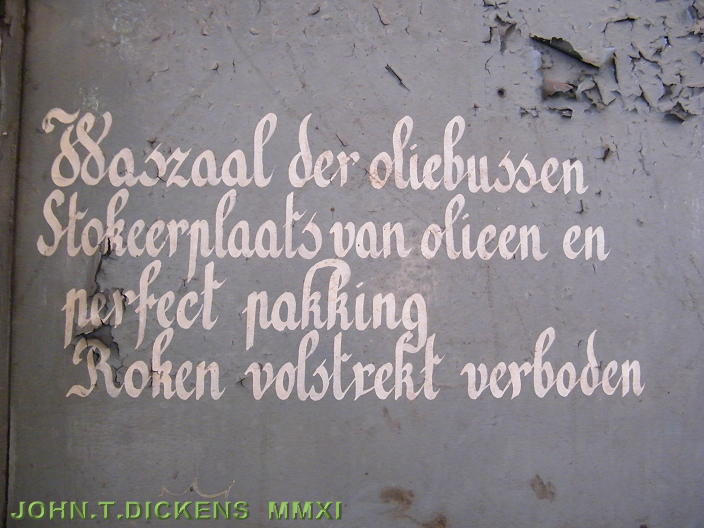 Waszaal der oliebussen
Stokeerplaats van olieen en
perfect pakking
Roken volstrekt verboden
JOHN.T.DICKENS MMXI